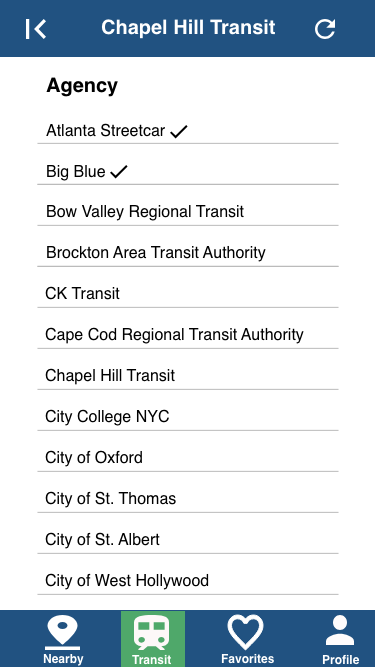 Chapel Hill Transit
Agency
Atlanta Streetcar
Big Blue
Bow Valley Regional Transit
Brockton Area Transit Authority
CK Transit
Cape Cod Regional Transit Authority
Chapel Hill Transit
City College NYC
City of Oxford
City of St. Thomas
City of St. Albert
City of West Hollywood
Nearby
Transit
Favorites
Profile